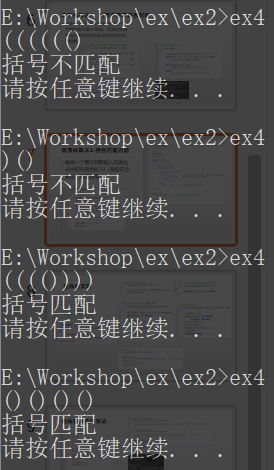 E:\Workshop\ex\ex2>ex4
(((((()
括号不匹配
请按任意键继续. . .
E:\Workshop\ex\ex2>ex4
)()
括号不匹配
请按任意键继续. . .
E:\Workshop\ex\ex2>ex4
(((())))
括号匹配
请按任意键继续. . .
E:\Workshop\ex\ex2>ex4
()()()()
括号匹配
请按任意键继续. . .